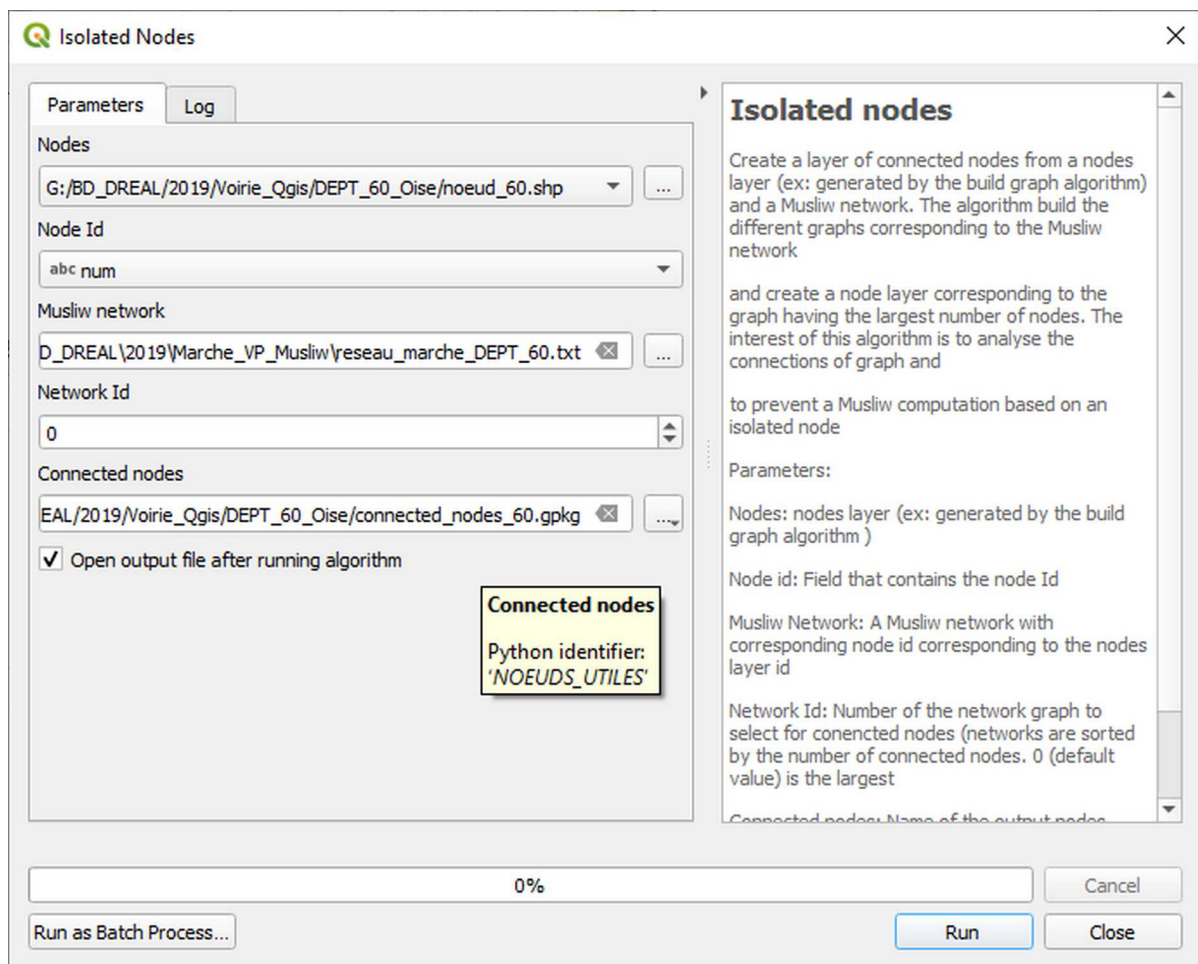 Isolated Nodes
Parameters
Log
Nodes
G:/BD_DREAL/2019/Voirie_Qgis/DEPT_60_Oise/noeud_60.shp
...
Node Id
abc num
Musliw network
D_DREAL\2019\Marche_VP_Musliw\reseau_marche_DEPT_60.txt
...
Network Id
0
Connected nodes
EAL/2019/Voirie_Qgis/DEPT_60_Oise/connected_nodes_60.gpkg
...
Open output file after running algorithm
Connected nodes
Python identifier:
'NOEUDS_UTILES'
Isolated nodes
Create a layer of connected nodes from a nodes
layer (ex: generated by the build graph algorithm)
and a Musliw network. The algorithm build the
different graphs corresponding to the Musliw
network
and create a node layer corresponding to the
graph having the largest number of nodes. The
interest of this algorithm is to analyse the
connections of graph and
to prevent a Musliw computation based on an
isolated node
Parameters:
Nodes: nodes layer (ex: generated by the build
graph algorithm )
Node id: Field that contains the node Id
Musliw Network: A Musliw network with
corresponding node id corresponding to the nodes
layer id
Network Id: Number of the network graph to
select for conencted nodes (networks are sorted
by the number of connected nodes. 0 (default
value) is the largest
Connected nodes: Name of the output nodes
0%
Cancel
Run as Batch Process...
Run
Close